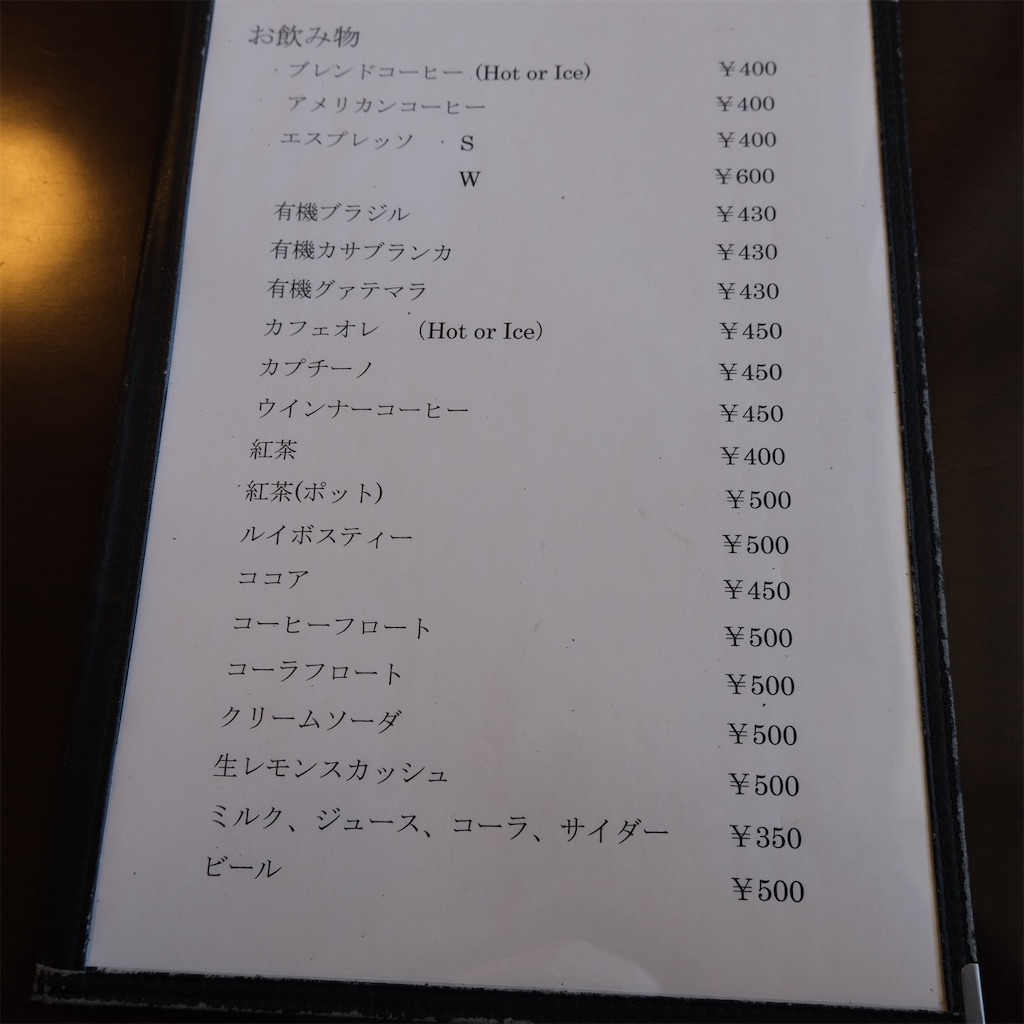 お飲み物
・ブレンドコーヒー (Hot or Ice) ￥400
アメリカンコーヒー ￥400
エスプレッソ ・ S ￥400
W ￥600
有機ブラジル ￥430
有機カサブランカ ￥430
有機グァテマラ ￥430
カフェオレ (Hot or Ice) ￥450
カプチーノ ￥450
ウインナーコーヒー ￥450
紅茶 ￥400
紅茶(ポット) ￥500
ルイボスティー ￥500
ココア ￥450
コーヒーフロート ￥500
コーラフロート ￥500
クリームソーダ ￥500
生レモンスカッシュ ￥500
ミルク、ジュース、コーラ、サイダー ￥350
ビール ￥500